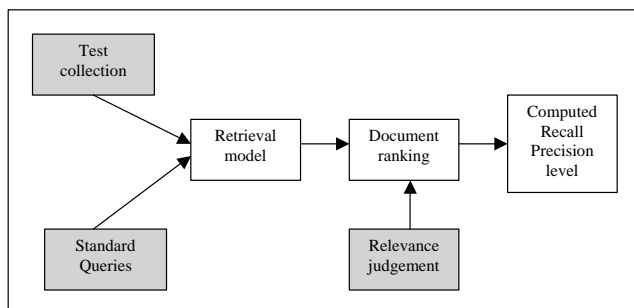 Test
collection
Retrieval
model
Document
ranking
Computed
Recall
Precision
level
Standard
Queries
Relevance
judgement